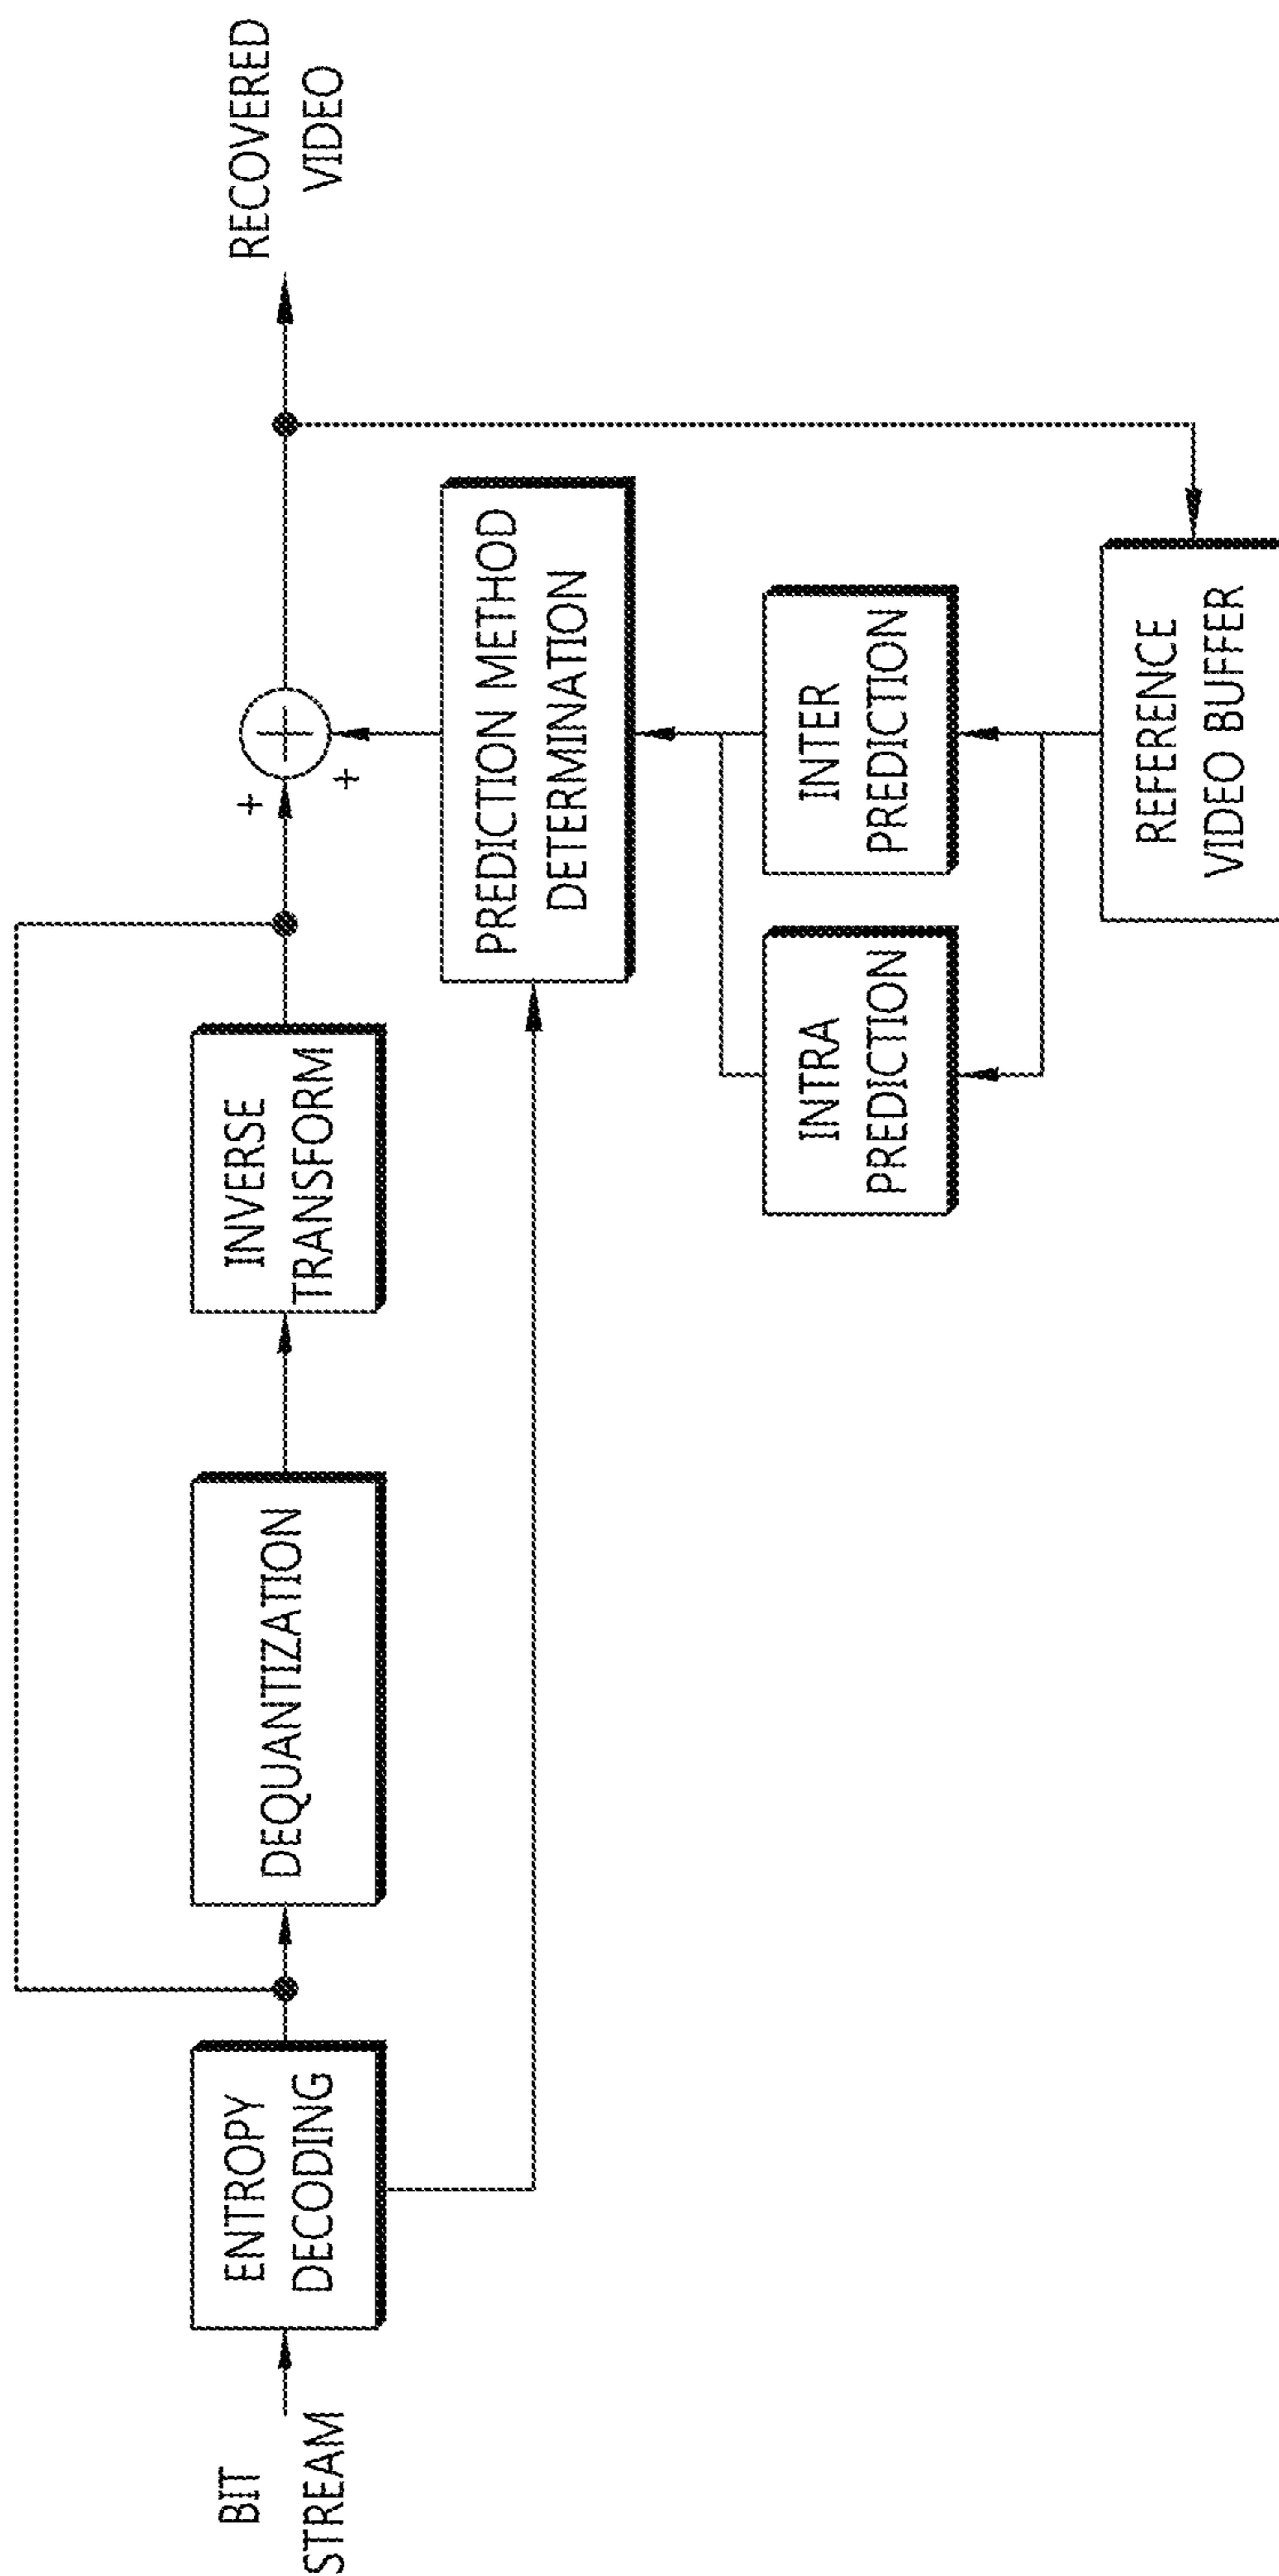 BIT
STREAM
ENTROPY
DECODING
DEQUANTIZATION
INVERSE
TRANSFORM
+
+
RECOVERED
VIDEO
PREDICTION METHOD
DETERMINATION
INTRA
PREDICTION
INTER
PREDICTION
REFERENCE
VIDEO BUFFER